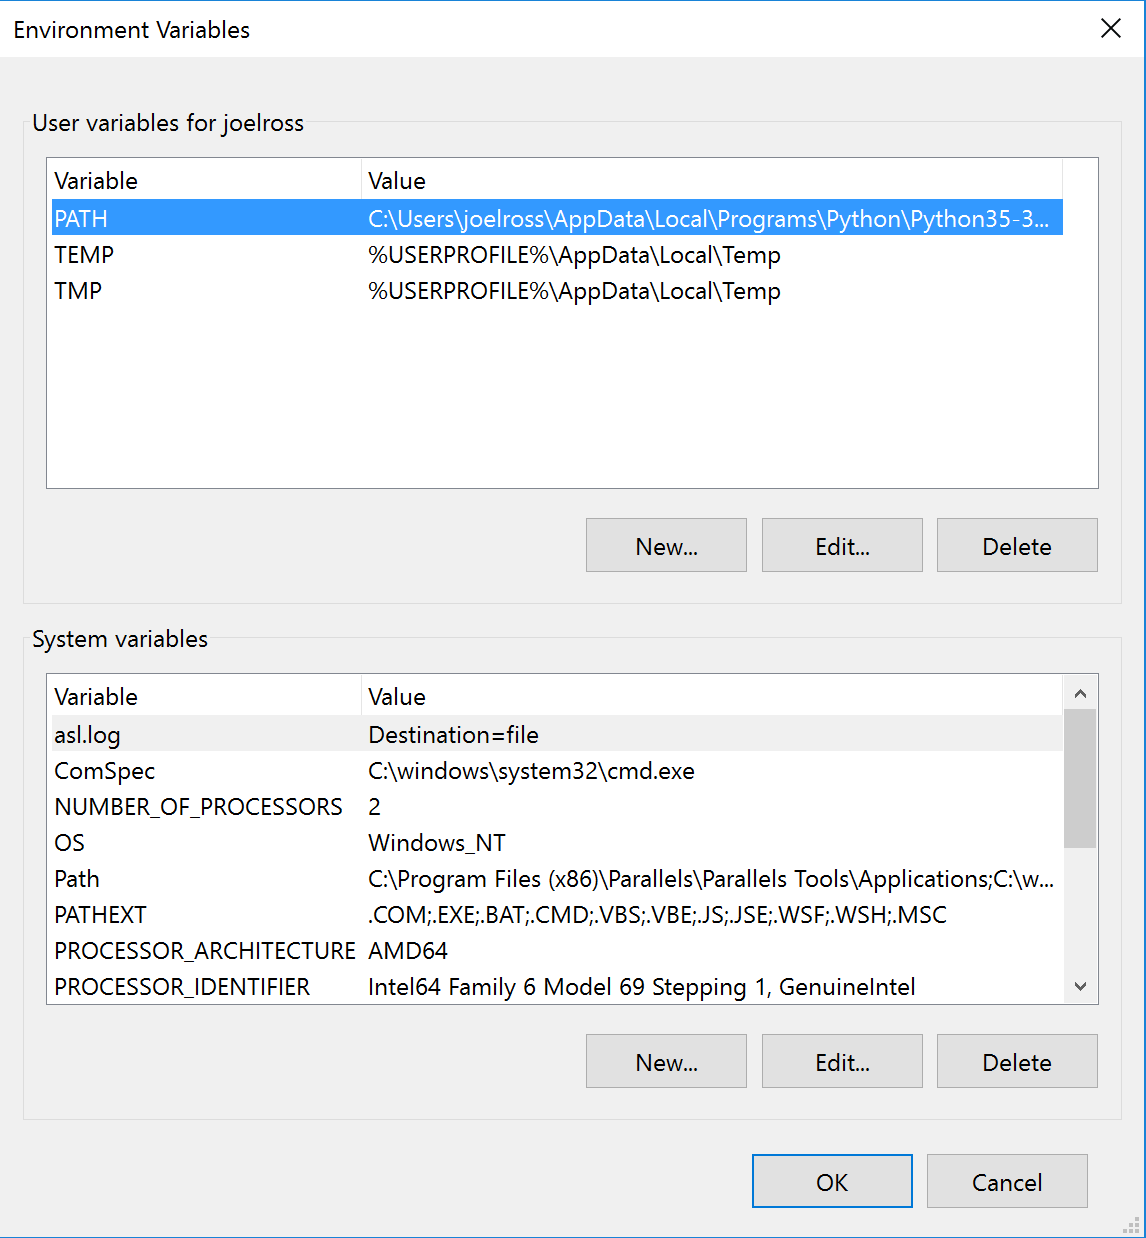 Environment Variables
User variables for joelross
Variable Value
PATH C:\Users\joelross\AppData\Local\Programs\Python\Python35-3...
TEMP %USERPROFILE%\AppData\Local\Temp
TMP %USERPROFILE%\AppData\Local\Temp
New... Edit... Delete
System variables
Variable Value
asl.log Destination=file
ComSpec C:\windows\system32\cmd.exe
NUMBER_OF_PROCESSORS 2
OS Windows_NT
Path C:\Program Files (x86)\Parallels\Parallels Tools\Applications;C:\w...
PATHEXT .COM;.EXE;.BAT;.CMD;.VBS;.VBE;.JS;.JSE;.WSF;.WSH;.MSC
PROCESSOR_ARCHITECTURE AMD64
PROCESSOR_IDENTIFIER Intel64 Family 6 Model 69 Stepping 1, GenuineIntel
New... Edit... Delete
OK Cancel